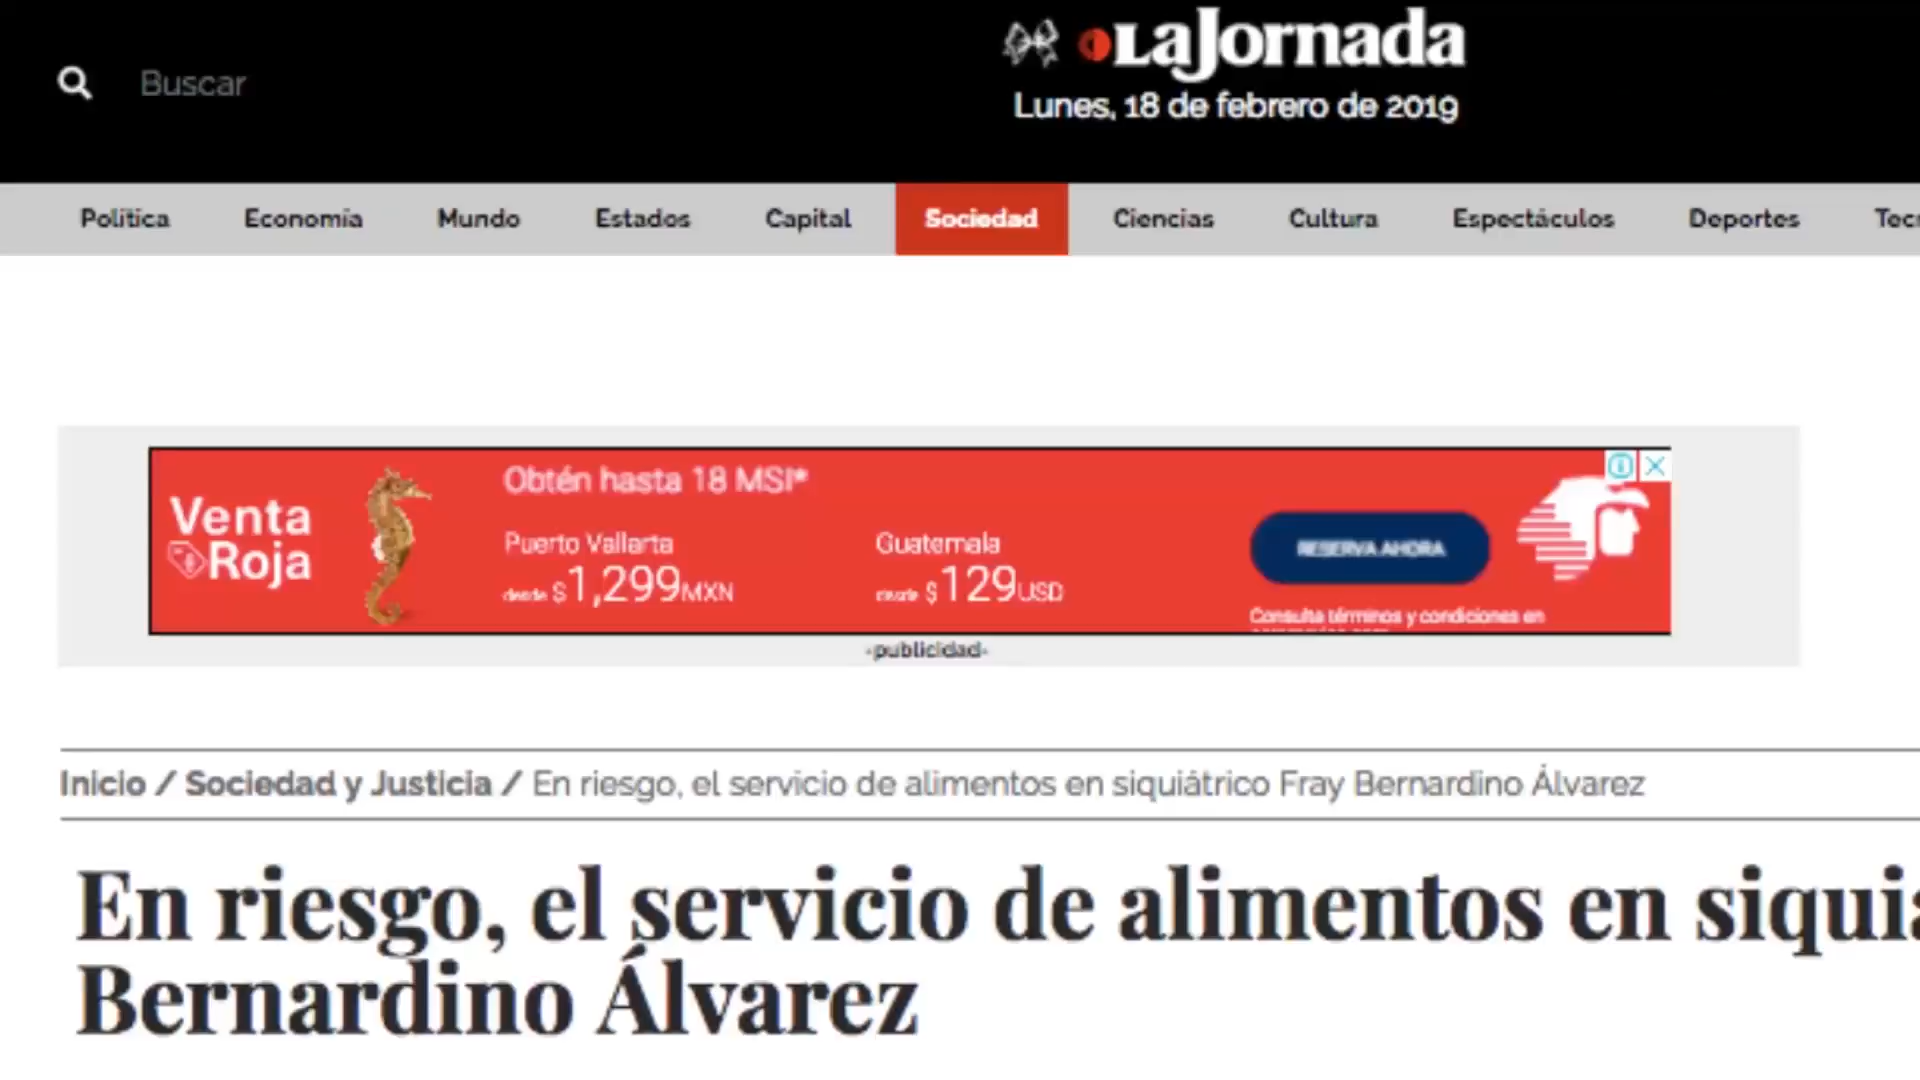 Buscar
LaJornada
Lunes, 18 de febrero de 2019
Política Economía Mundo Estados Capital Sociedad Ciencias Cultura Espectáculos Deportes
Venta
Roja
Obtén hasta 18 MSI*
Puerto Vallarta
desde $1,299MXN
Guatemala
desde $129USD
RESERVA AHORA
Consulta términos y condiciones en
-publicidad-
Inicio / Sociedad y Justicia / En riesgo, el servicio de alimentos en siquiátrico Fray Bernardino Álvarez
En riesgo, el servicio de alimentos en
Bernardino Álvarez